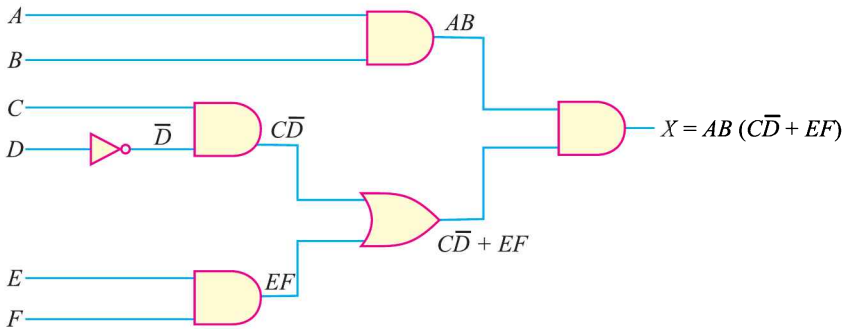 A
AB
B
C
D̅
CD̅
D
X = AB (CD̅ + EF)
CD̅ + EF
E
EF
F